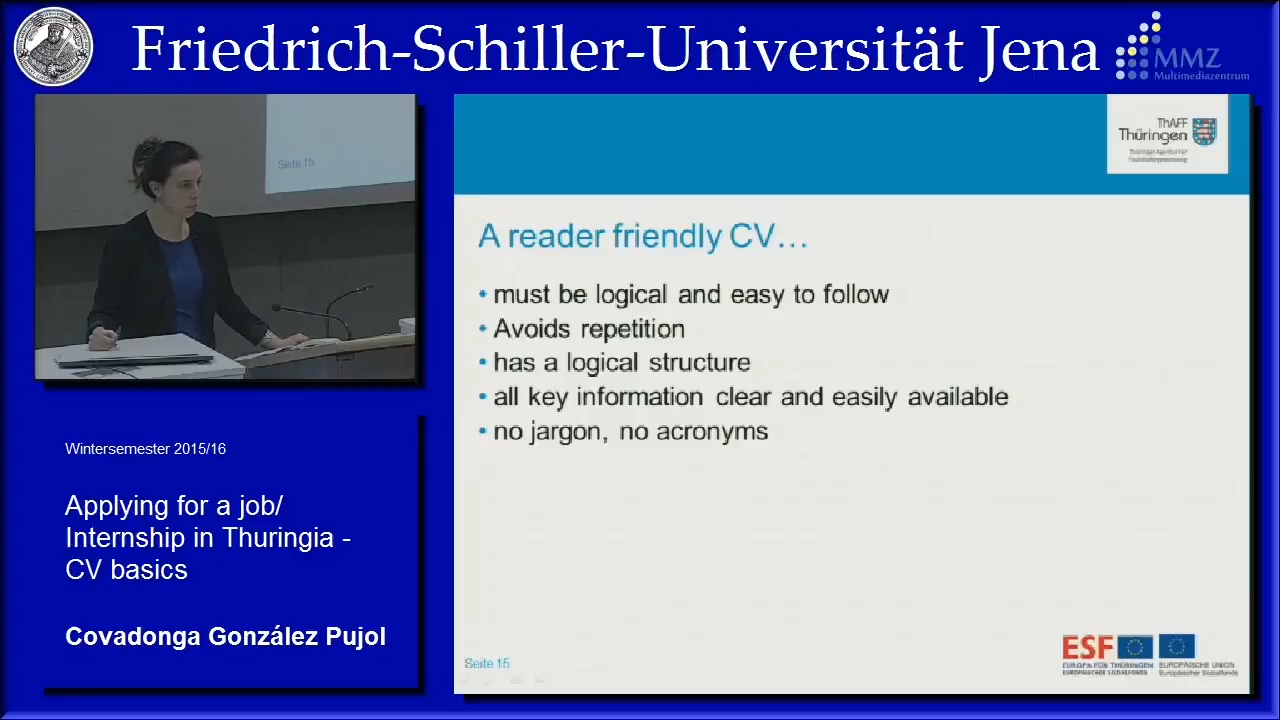 Friedrich-Schiller-Universität Jena
MMZ
Multimediazentrum
Seite 15
Wintersemester 2015/16
Applying for a job/
Internship in Thuringia -
CV basics
Covadonga González Pujol
ThAFF
Thüringen
A reader friendly CV…
• must be logical and easy to follow
• Avoids repetition
• has a logical structure
• all key information clear and easily available
• no jargon, no acronyms
Seite 15
ESF
EUROPA FÜR THÜRINGEN
EUROPÄISCHER SOZIALFONDS
EUROPÄISCHE UNION
Europäischer Sozialfonds